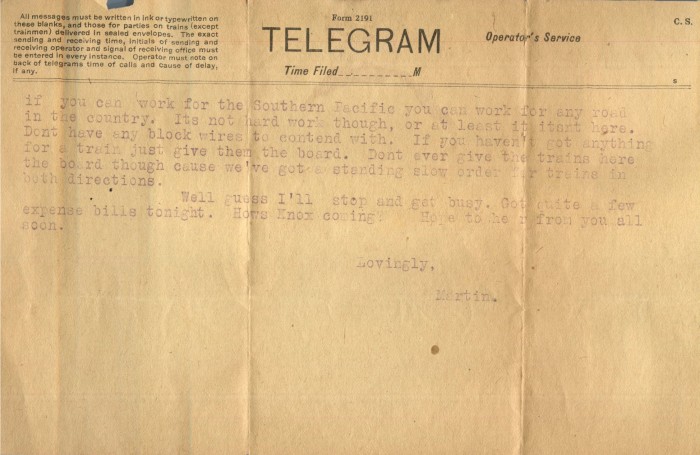 All messages must be written in ink or typewritten on
these blanks, and those for parties on trains (except
trainmen) delivered in sealed envelopes. The exact
sending and receiving time, initials of sending and
receiving operator and signal of receiving office must
be entered in every instance. Operator must note on
back of telegrams time of calls and cause of delay,
if any.
Form 2191
TELEGRAM
Time Filed_________M
Operator's Service
C. S.
s
if you can work for the Southern Pacific you can work for any road
in the country. Its not hard work though, or at least it isnt here.
Dont have any block wires to contend with. If you haven't got anything
for a train just give them the board. Dont ever give the trains here
the board though cause we've got a standing slow order for trains in
both directions.
Well guess I'll stop and get busy. Got quite a few
expense bills tonight. Hows Knox coming? Hope to he r from you all
soon.
Lovingly,
Martin.